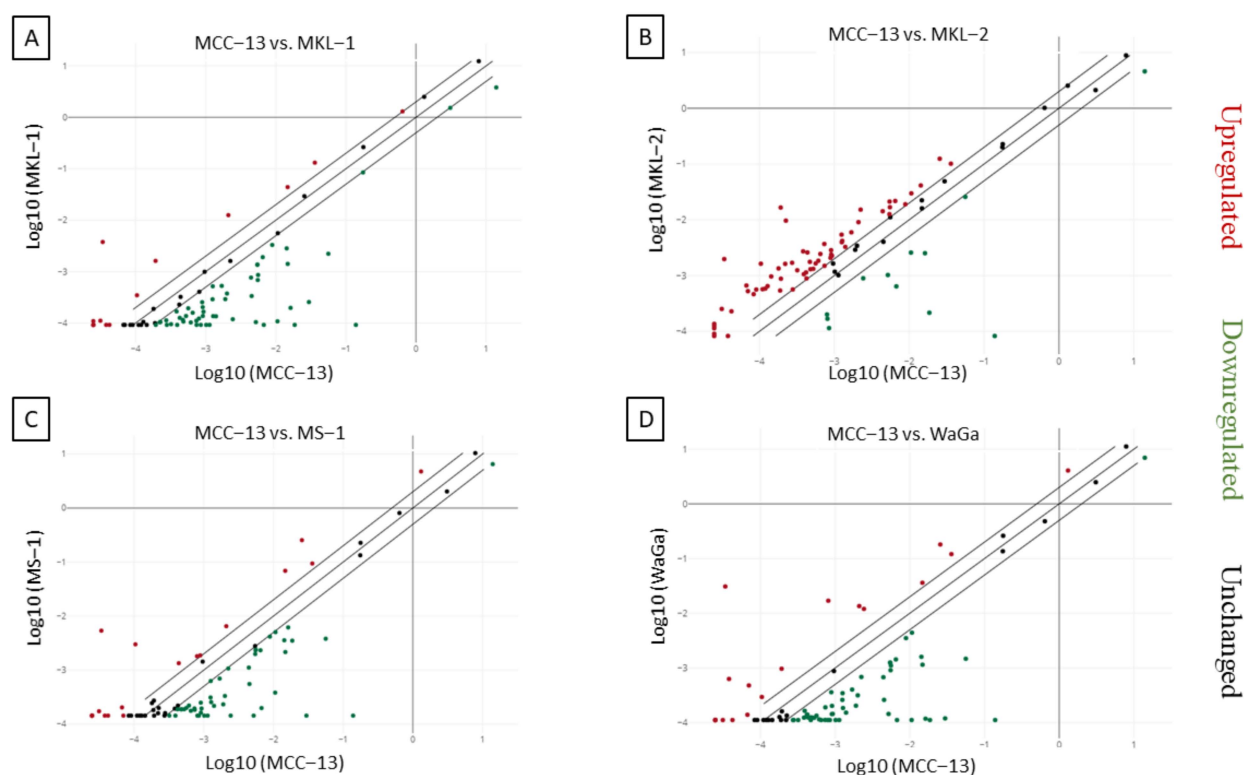 A
MCC–13 vs. MKL–1
1
0
−1
−2
−3
−4
Log10 (MKL–1)
−4
−3
−2
−1
0
1
Log10 (MCC–13)
B
MCC–13 vs. MKL–2
1
0
−1
−2
−3
−4
Log10 (MKL–2)
−4
−3
−2
−1
0
1
Log10 (MCC–13)
C
MCC–13 vs. MS–1
1
0
−1
−2
−3
−4
Log10 (MS–1)
−4
−3
−2
−1
0
1
Log10 (MCC–13)
D
MCC–13 vs. WaGa
1
0
−1
−2
−3
−4
Log10 (WaGa)
−4
−3
−2
−1
0
1
Log10 (MCC–13)
Upregulated
Downregulated
Unchanged